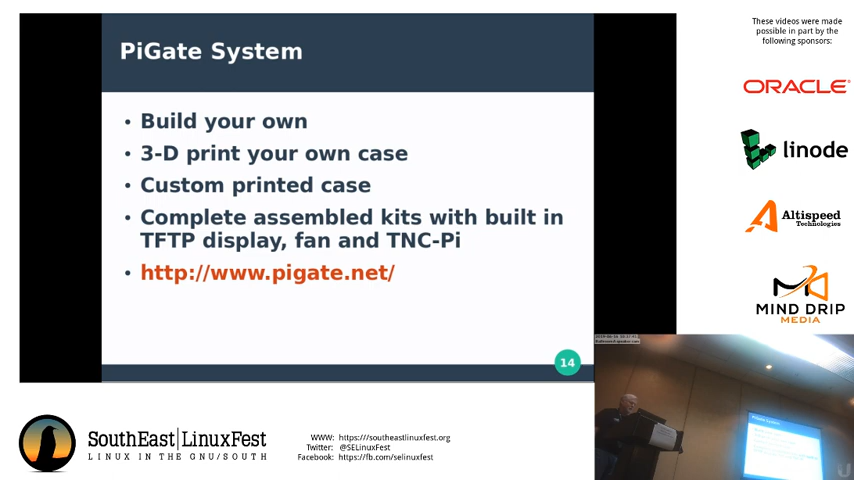 These videos were made
possible in part by the
following sponsors:
PiGate System
Build your own
3-D print your own case
Custom printed case
Complete assembled kits with built in
TFTP display, fan and TNC-Pi
http://www.pigate.net/
14
ORACLE
linode
Altispeed
Technologies
MIND DRIP
MEDIA
SouthEast|LinuxFest
LINUX IN THE GNU/SOUTH
WWW: https:///southeastlinuxfest.org
Twitter: @SELinuxFest
Facebook: https://fb.com/selinuxfest
PiGate System